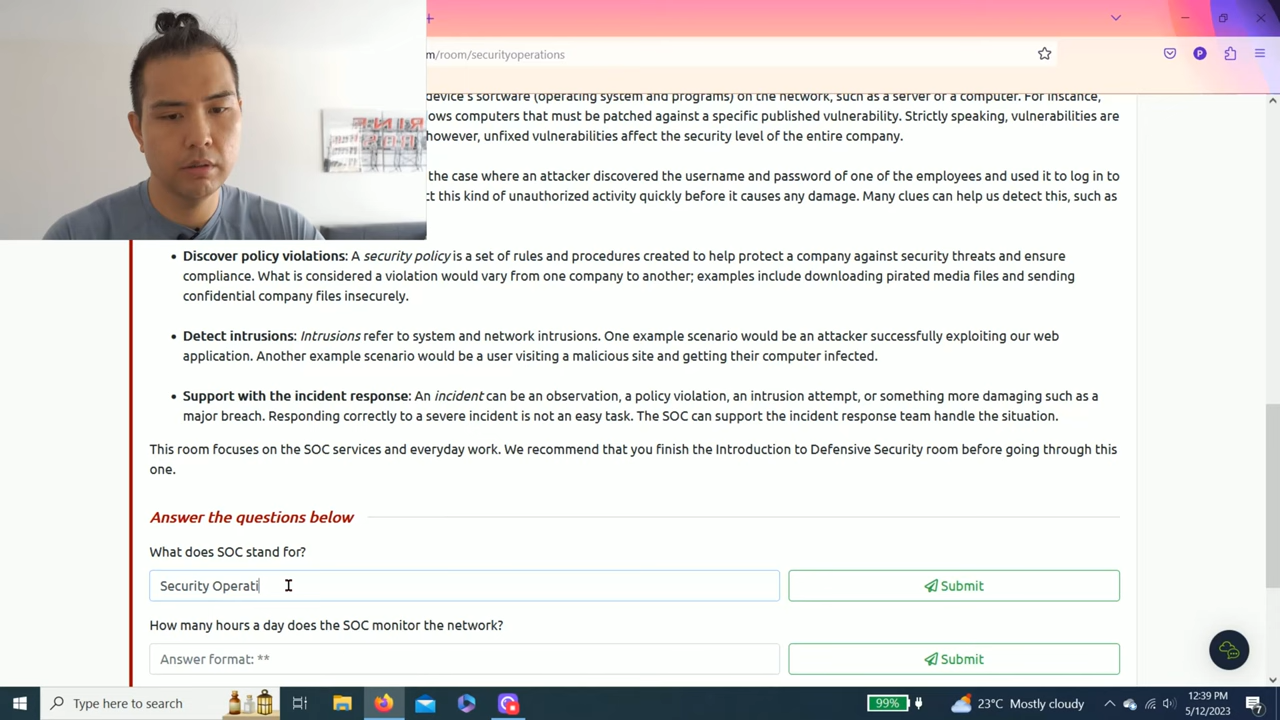 m/room/securityoperations
device's software (operating system and programs) on the network, such as a server or a computer. For instance,
ows computers that must be patched against a specific published vulnerability. Strictly speaking, vulnerabilities are
however, unfixed vulnerabilities affect the security level of the entire company.
the case where an attacker discovered the username and password of one of the employees and used it to log in to
ct this kind of unauthorized activity quickly before it causes any damage. Many clues can help us detect this, such as
• Discover policy violations: A security policy is a set of rules and procedures created to help protect a company against security threats and ensure
compliance. What is considered a violation would vary from one company to another; examples include downloading pirated media files and sending
confidential company files insecurely.
• Detect intrusions: Intrusions refer to system and network intrusions. One example scenario would be an attacker successfully exploiting our web
application. Another example scenario would be a user visiting a malicious site and getting their computer infected.
• Support with the incident response: An incident can be an observation, a policy violation, an intrusion attempt, or something more damaging such as a
major breach. Responding correctly to a severe incident is not an easy task. The SOC can support the incident response team handle the situation.
This room focuses on the SOC services and everyday work. We recommend that you finish the Introduction to Defensive Security room before going through this
one.
Answer the questions below
What does SOC stand for?
Security Operati
Submit
How many hours a day does the SOC monitor the network?
Answer format: **
Submit
Type here to search
99%
23°C Mostly cloudy
12:39 PM
5/12/2023
7